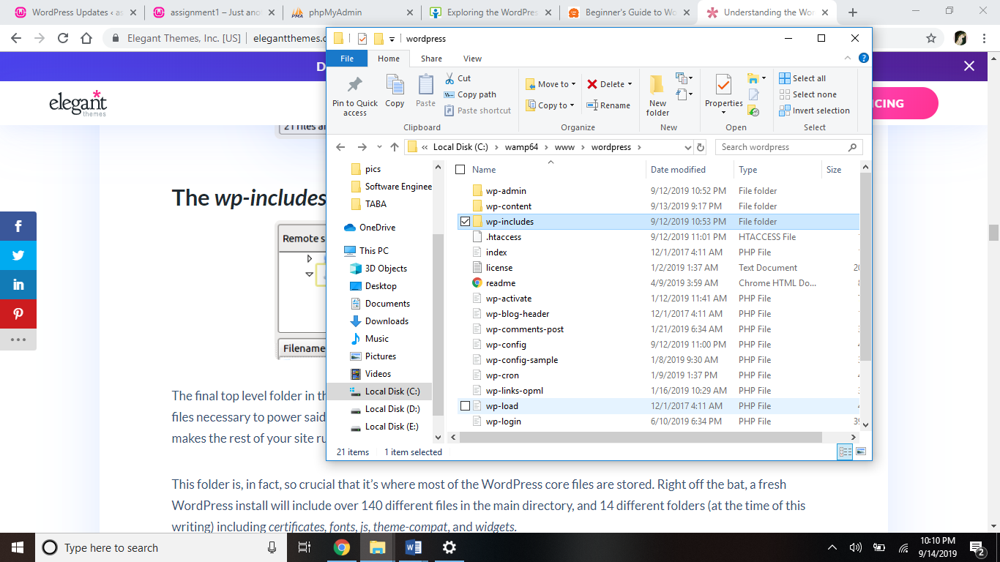 WordPress Updates ‹ as
assignment1 – Just ano
phpMyAdmin
Exploring the WordPres
Beginner's Guide to Wo
Understanding the Wor
Elegant Themes, Inc. [US] | elegantthemes.c
wordpress
File Home Share View
Pin to Quick access
Copy
Paste
Cut
Copy path
Paste shortcut
Clipboard
Move to
Copy to
Delete
Rename
Organize
New folder
New
Properties
Open
Select all
Select none
Invert selection
Select
« Local Disk (C:) › wamp64 › www › wordpress ›
Search wordpress
pics
Software Enginee
TABA
OneDrive
This PC
3D Objects
Desktop
Documents
Downloads
Music
Pictures
Videos
Local Disk (C:)
Local Disk (D:)
Local Disk (E:)
Name Date modified Type Size
wp-admin 9/12/2019 10:52 PM File folder
wp-content 9/13/2019 9:17 PM File folder
wp-includes 9/12/2019 10:53 PM File folder
.htaccess 9/12/2019 11:01 PM HTACCESS File
index 12/1/2017 4:11 AM PHP File
license 1/2/2019 1:37 AM Text Document
readme 4/9/2019 3:59 AM Chrome HTML Do...
wp-activate 1/12/2019 11:41 AM PHP File
wp-blog-header 12/1/2017 4:11 AM PHP File
wp-comments-post 1/21/2019 6:34 AM PHP File
wp-config 9/12/2019 11:00 PM PHP File
wp-config-sample 1/8/2019 9:30 AM PHP File
wp-cron 1/9/2019 1:37 PM PHP File
wp-links-opml 1/16/2019 10:29 AM PHP File
wp-load 12/1/2017 4:11 AM PHP File
wp-login 6/10/2019 6:34 PM PHP File
21 items 1 item selected
D
elegant
themes
ICING
21 files a
The wp-includes
Remote s
Filename
The final top level folder in th
files necessary to power said
makes the rest of your site ru
This folder is, in fact, so crucial that it's where most of the WordPress core files are stored. Right off the bat, a fresh
WordPress install will include over 140 different files in the main directory, and 14 different folders (at the time of this
writing) including certificates, fonts, js, theme-compat, and widgets.
Type here to search
10:10 PM
9/14/2019
2